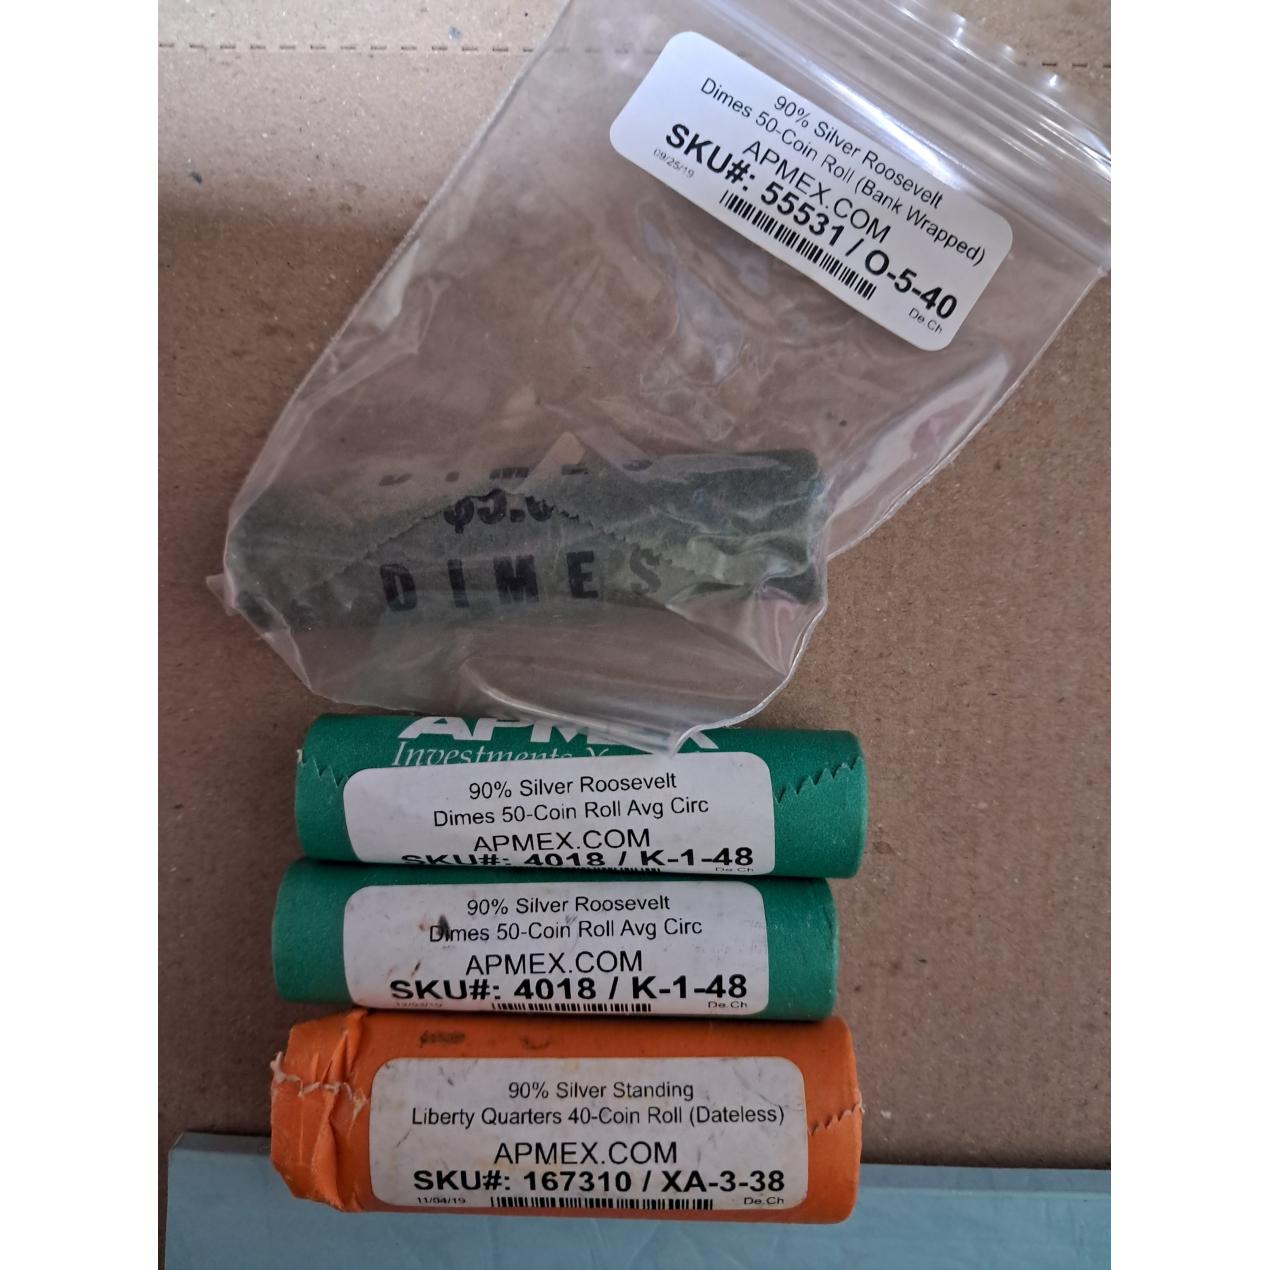 90% Silver Roosevelt
Dimes 50-Coin Roll (Bank Wrapped)
APMEX.COM
SKU#: 55531 / O-5-40
09/25/19
De.Ch
DIMES
DIMES
APMEX
Investments
90% Silver Roosevelt
Dimes 50-Coin Roll Avg Circ
APMEX.COM
SKU#: 4018 / K-1-48
De.Ch
90% Silver Roosevelt
Dimes 50-Coin Roll Avg Circ
APMEX.COM
SKU#: 4018 / K-1-48
De.Ch
90% Silver Standing
Liberty Quarters 40-Coin Roll (Dateless)
APMEX.COM
SKU#: 167310 / XA-3-38
11/04/19
De.Ch